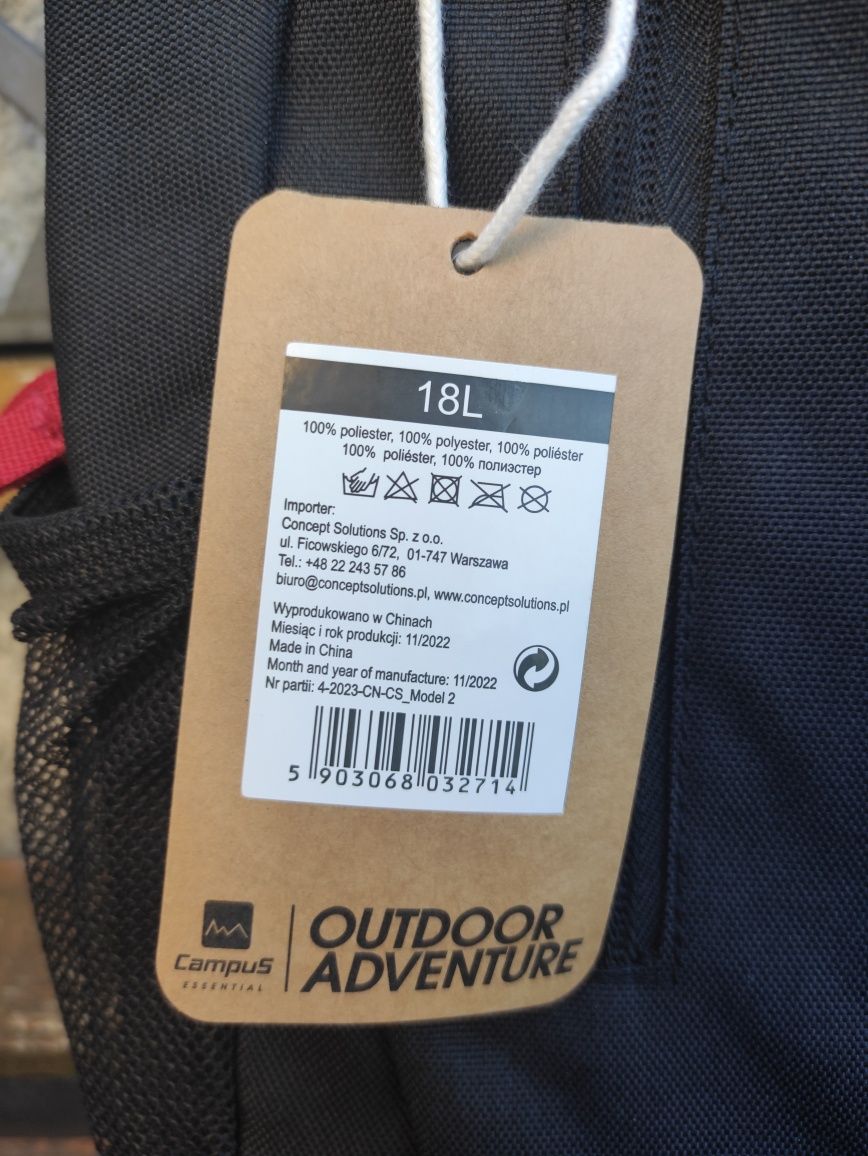 18L
100% poliester, 100% polyester, 100% poliéster
100% poliéster, 100% полиэстер
Importer:
Concept Solutions Sp. z o.o.
ul. Ficowskiego 6/72, 01-747 Warszawa
Tel.: +48 22 243 57 86
biuro@conceptsolutions.pl, www.conceptsolutions.pl
Wyprodukowano w Chinach
Miesiąc i rok produkcji: 11/2022
Made in China
Month and year of manufacture: 11/2022
Nr partii: 4-2023-CN-CS_Model 2
5 903068 032714
CampuS
ESSENTIAL
OUTDOOR
ADVENTURE